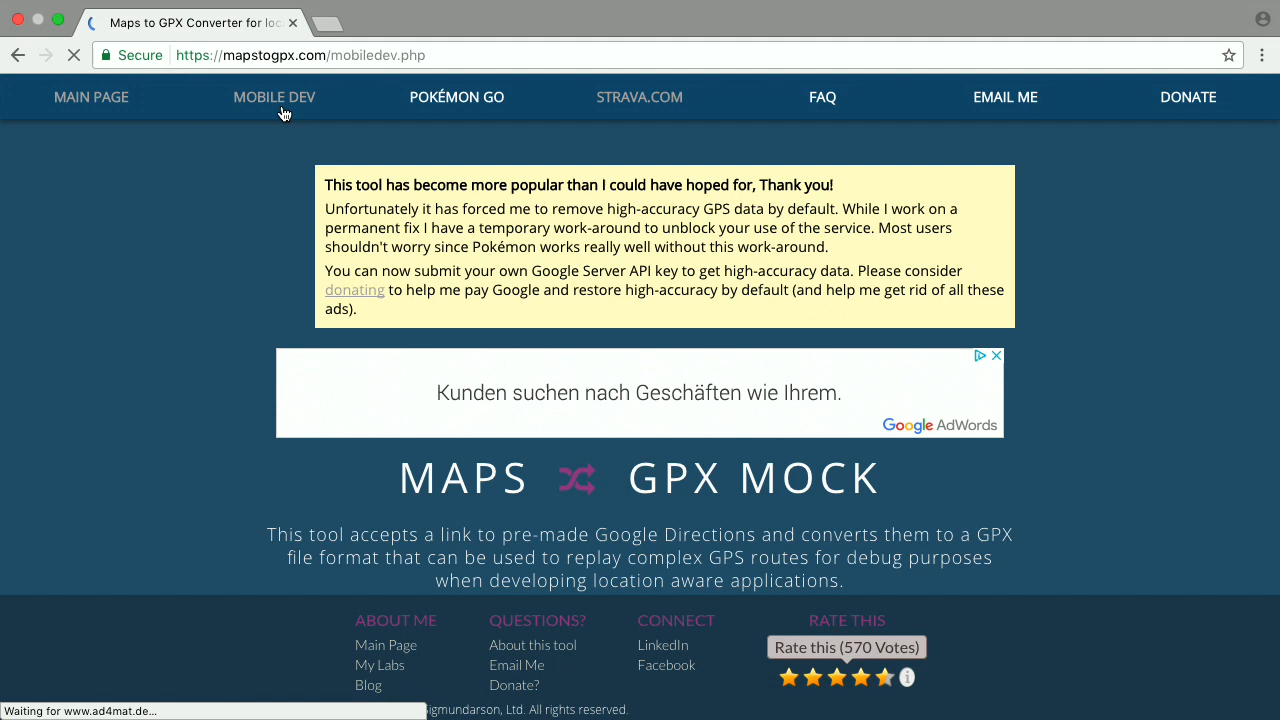 Maps to GPX Converter for loc
Secure
https://mapstogpx.com/mobiledev.php
MAIN PAGE
MOBILE DEV
POKÉMON GO
STRAVA.COM
FAQ
EMAIL ME
DONATE
This tool has become more popular than I could have hoped for, Thank you!
Unfortunately it has forced me to remove high-accuracy GPS data by default. While I work on a
permanent fix I have a temporary work-around to unblock your use of the service. Most users
shouldn't worry since Pokémon works really well without this work-around.
You can now submit your own Google Server API key to get high-accuracy data. Please consider
donating to help me pay Google and restore high-accuracy by default (and help me get rid of all these
ads).
Kunden suchen nach Geschäften wie Ihrem.
Google AdWords
MAPS GPX MOCK
This tool accepts a link to pre-made Google Directions and converts them to a GPX
file format that can be used to replay complex GPS routes for debug purposes
when developing location aware applications.
ABOUT ME
Main Page
My Labs
Blog
QUESTIONS?
About this tool
Email Me
Donate?
CONNECT
LinkedIn
Facebook
RATE THIS
Rate this (570 Votes)
Waiting for www.ad4mat.de...
Sigmundarson, Ltd. All rights reserved.